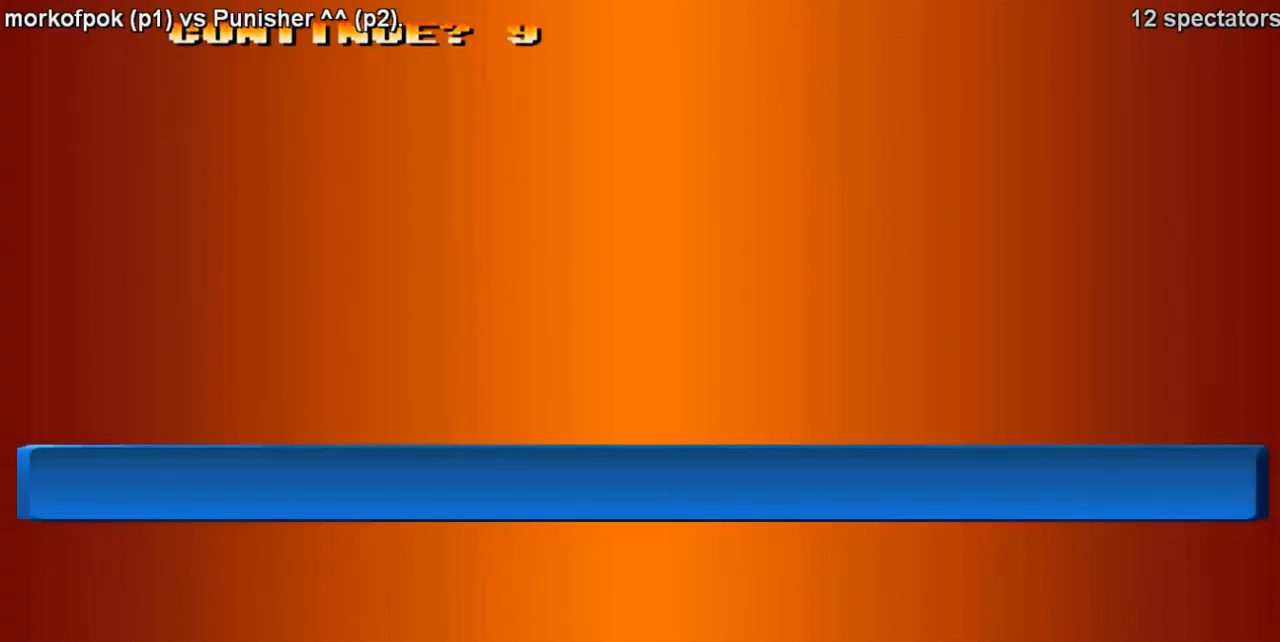 morkofpok (p1) vs Punisher ^^ (p2).
12 spectators
CONTINUE? 9